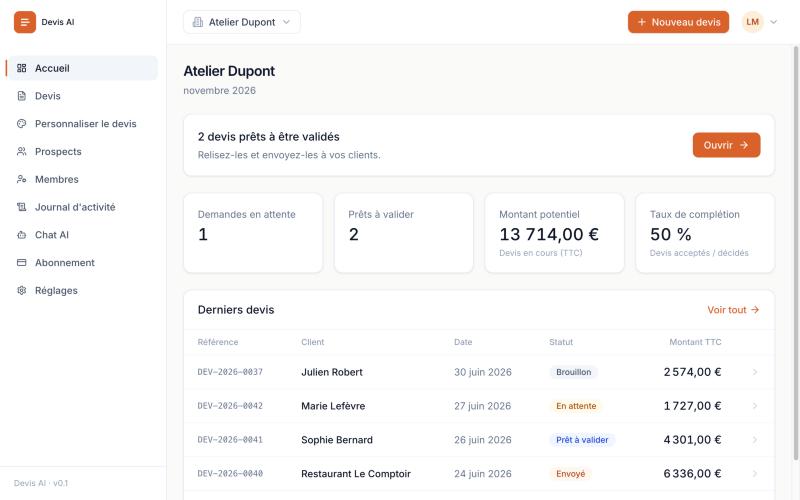 Devis AI
Atelier Dupont
Nouveau devis
LM
Accueil
Devis
Personnaliser le devis
Prospects
Membres
Journal d'activité
Chat AI
Abonnement
Réglages
Devis AI · v0.1
Atelier Dupont
novembre 2026
2 devis prêts à être validés
Relisez-les et envoyez-les à vos clients.
Ouvrir →
Demandes en attente
1
Prêts à valider
2
Montant potentiel
13 714,00 €
Devis en cours (TTC)
Taux de complétion
50 %
Devis acceptés / décidés
Derniers devis
Voir tout →
Référence Client Date Statut Montant TTC
DEV-2026-0037 Julien Robert 30 juin 2026 Brouillon 2 574,00 €
DEV-2026-0042 Marie Lefèvre 27 juin 2026 En attente 1 727,00 €
DEV-2026-0041 Sophie Bernard 26 juin 2026 Prêt à valider 4 301,00 €
DEV-2026-0040 Restaurant Le Comptoir 24 juin 2026 Envoyé 6 336,00 €